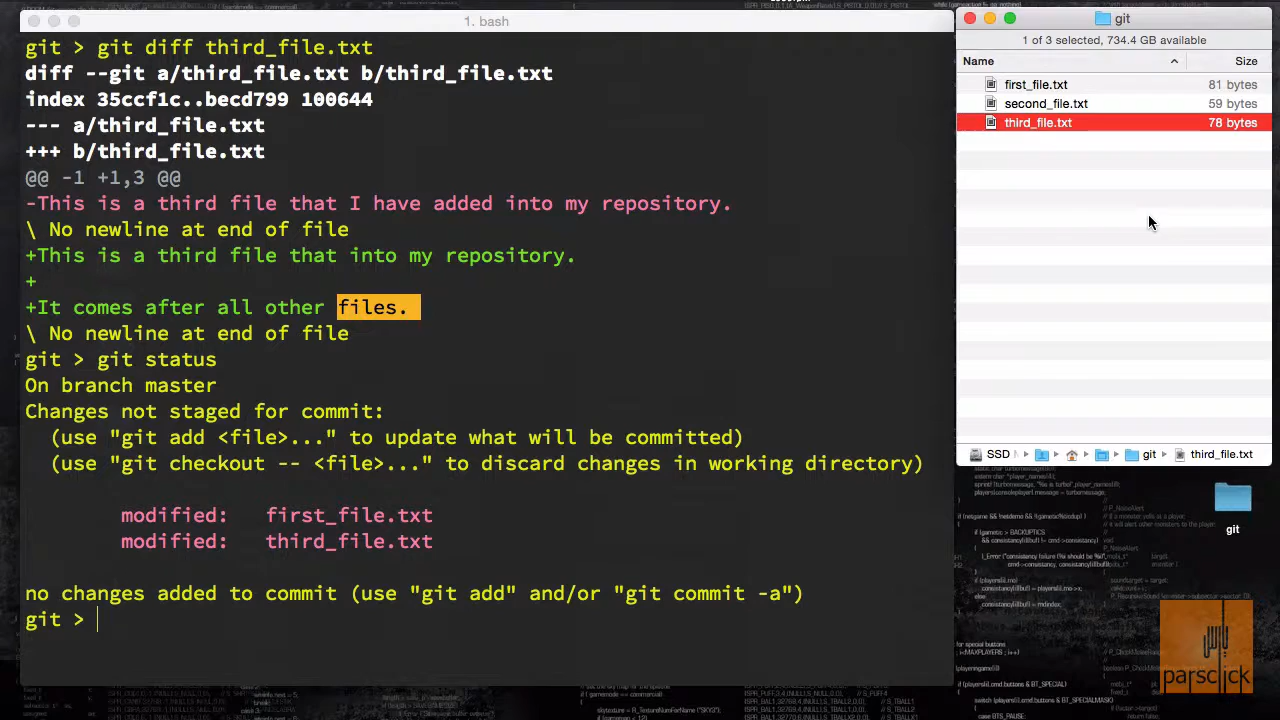 1. bash
git > git diff third_file.txt
diff --git a/third_file.txt b/third_file.txt
index 35ccf1c..becd799 100644
--- a/third_file.txt
+++ b/third_file.txt
@@ -1 +1,3 @@
-This is a third file that I have added into my repository.
\ No newline at end of file
+This is a third file that into my repository.
+
+It comes after all other files.
\ No newline at end of file
git > git status
On branch master
Changes not staged for commit:
(use "git add <file>..." to update what will be committed)
(use "git checkout -- <file>..." to discard changes in working directory)
modified: first_file.txt
modified: third_file.txt
no changes added to commit (use "git add" and/or "git commit -a")
git >
git
1 of 3 selected, 734.4 GB available
Name Size
first_file.txt 81 bytes
second_file.txt 59 bytes
third_file.txt 78 bytes
SSD git third_file.txt
git
پارس
parsclick